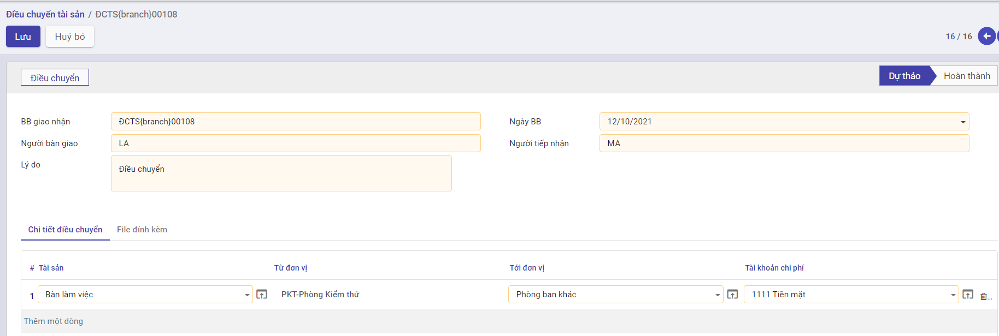 Điều chuyển tài sản / ĐCTS{branch}00108
Lưu Huỷ bỏ 16 / 16
Điều chuyển Dự thảo Hoàn thành
BB giao nhận ĐCTS{branch}00108 Ngày BB 12/10/2021
Người bàn giao LA Người tiếp nhận MA
Lý do Điều chuyển
Chi tiết điều chuyển File đính kèm
# Tài sản Từ đơn vị Tới đơn vị Tài khoản chi phí
1 Bàn làm việc PKT-Phòng Kiểm thử Phòng ban khác 1111 Tiền mặt ...
Thêm một dòng